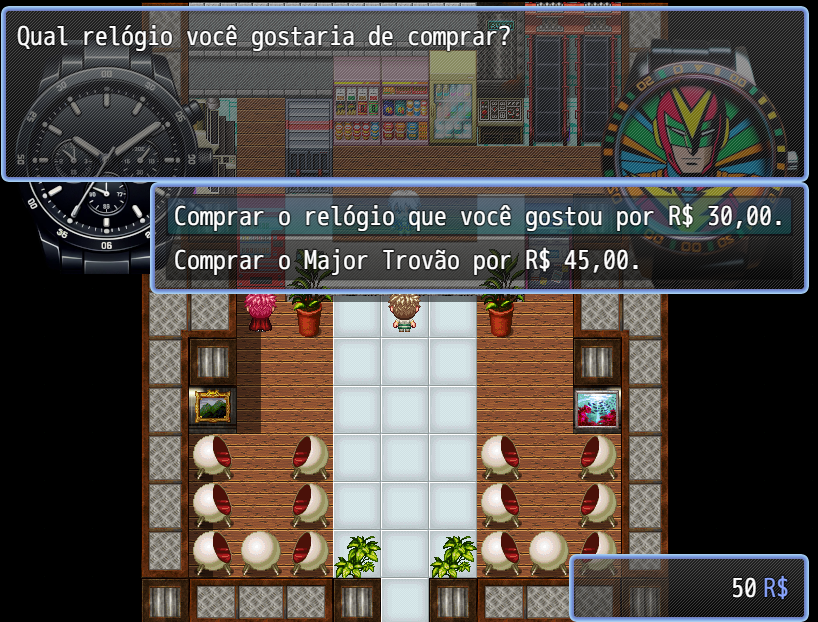 Qual relógio você gostaria de comprar?
Comprar o relógio que você gostou por R$ 30,00.
Comprar o Major Trovão por R$ 45,00.
50 R$